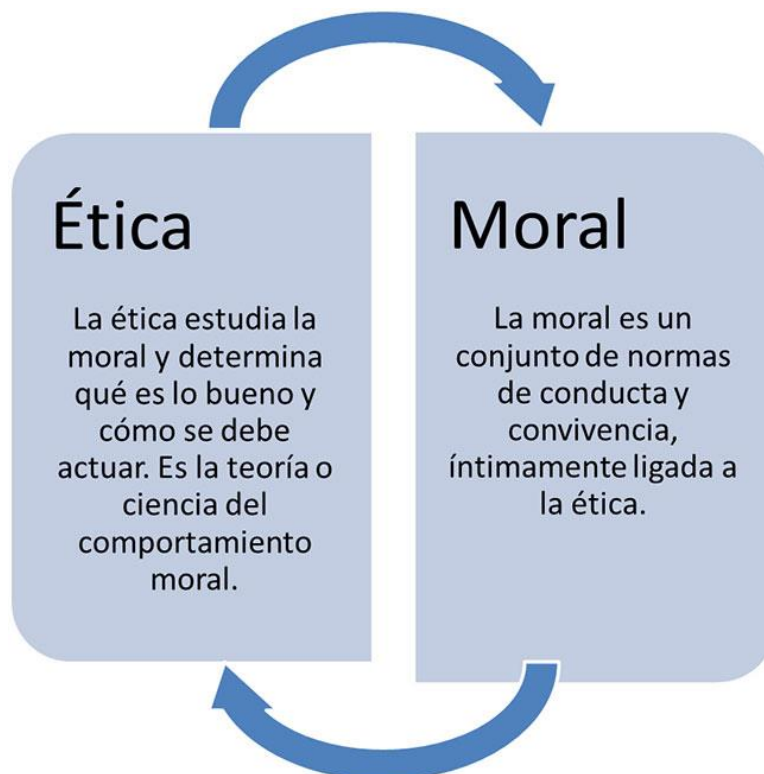 Ética
La ética estudia la
moral y determina
qué es lo bueno y
cómo se debe
actuar. Es la teoría o
ciencia del
comportamiento
moral.
Moral
La moral es un
conjunto de normas
de conducta y
convivencia,
íntimamente ligada a
la ética.